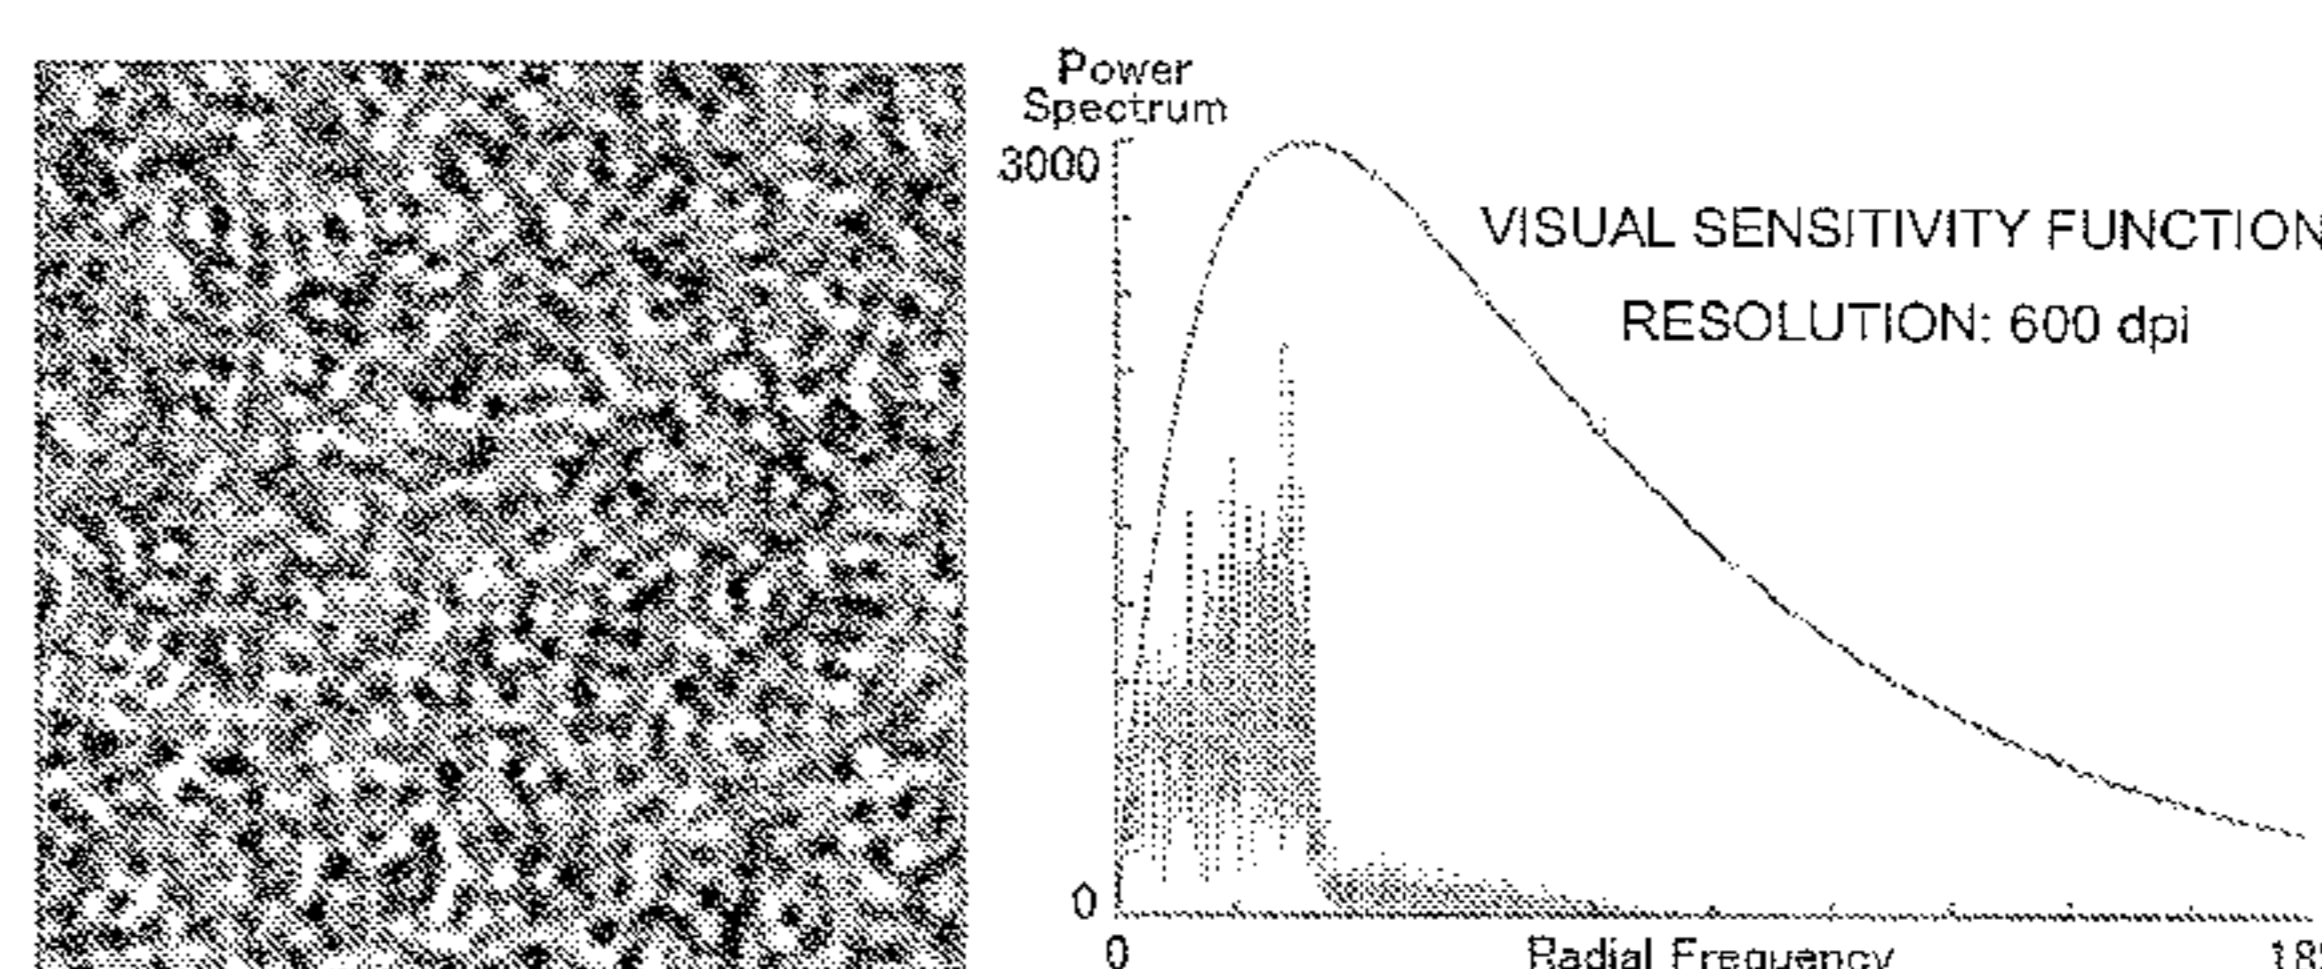 Power
Spectrum
3000
VISUAL SENSITIVITY FUNCTION
RESOLUTION: 600 dpi
0
0
Radial Frequency